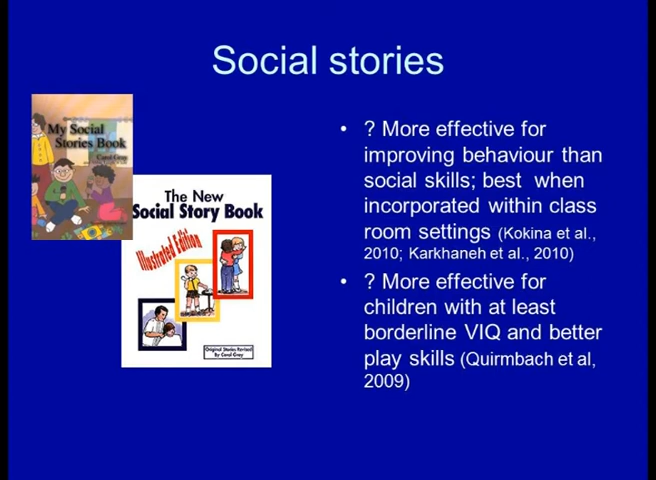 Social stories
My Social
Stories Book
Carol Gray
The New
Social Story Book
Illustrated Edition
Original Stories Revised
By Carol Gray
• ? More effective for
improving behaviour than
social skills; best when
incorporated within class
room settings (Kokina et al.,
2010; Karkhaneh et al., 2010)
• ? More effective for
children with at least
borderline VIQ and better
play skills (Quirmbach et al,
2009)